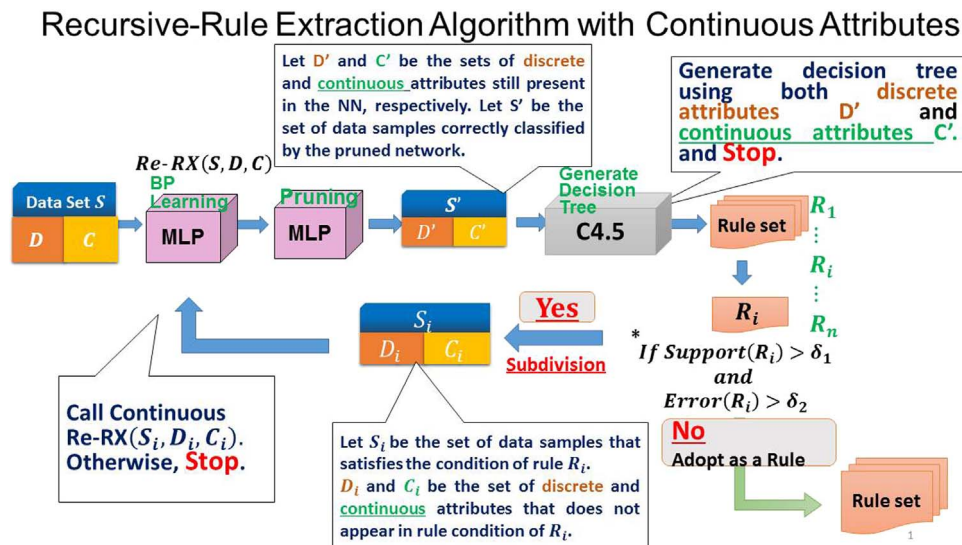 Recursive-Rule Extraction Algorithm with Continuous Attributes
Let D' and C' be the sets of discrete
and continuous attributes still present
in the NN, respectively. Let S' be the
set of data samples correctly classified
by the pruned network.
Generate decision tree
using both discrete
attributes D' and
continuous attributes C'.
and Stop.
Re-RX(S, D, C)
BP
Learning
Pruning
Generate
Decision
Tree
Data Set S
D C
MLP
MLP
S'
D' C'
C4.5
Rule set
R1
⋮
Ri
⋮
Rn
Ri
*
If Support(Ri) > δ1
and
Error(Ri) > δ2
Yes
Subdivision
Si
Di Ci
Call Continuous
Re-RX(Si, Di, Ci).
Otherwise, Stop.
Let Si be the set of data samples that
satisfies the condition of rule Ri.
Di and Ci be the set of discrete and
continuous attributes that does not
appear in rule condition of Ri.
No
Adopt as a Rule
Rule set
1